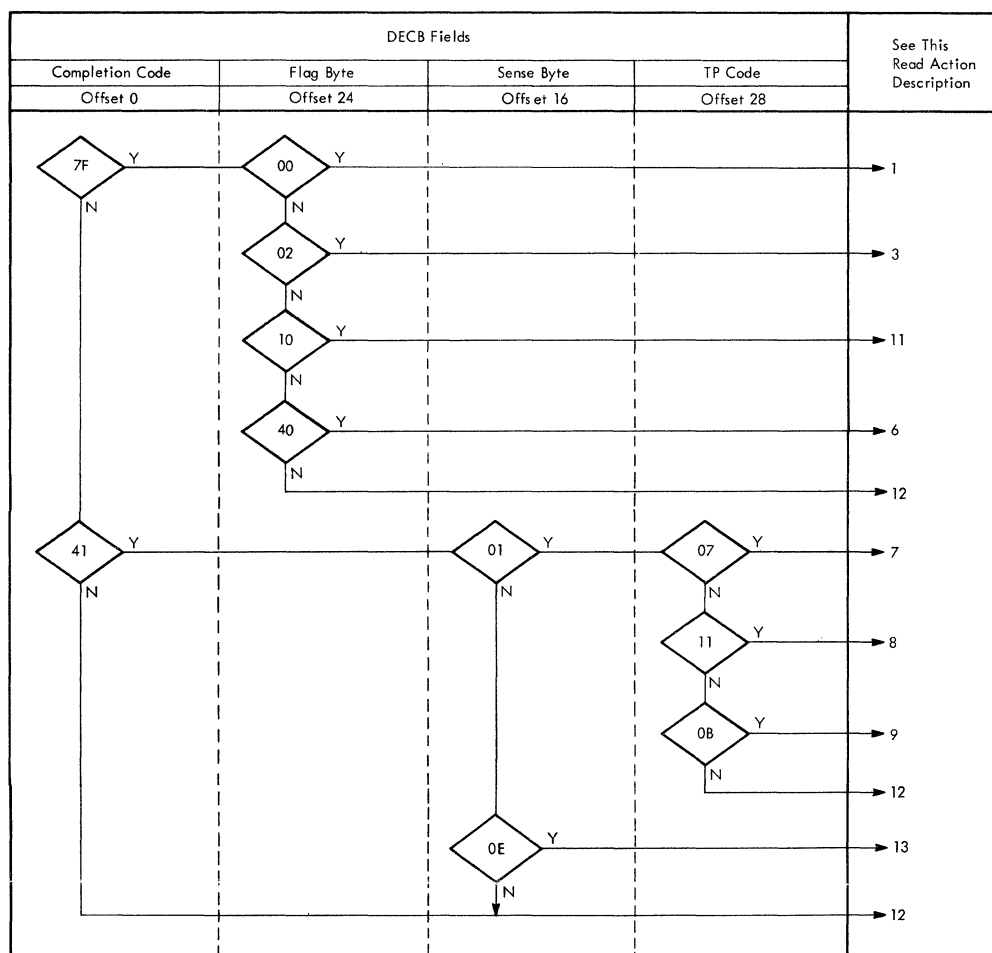 DECB Fields
See This
Read Action
Description
Completion Code
Flag Byte
Sense Byte
TP Code
Offset 0
Offset 24
Offset 16
Offset 28
7F
Y
00
Y
1
N
N
02
Y
3
N
10
Y
11
N
40
Y
6
N
12
41
Y
01
Y
07
Y
7
N
N
N
11
Y
8
N
0B
Y
9
N
12
0E
Y
13
N
12